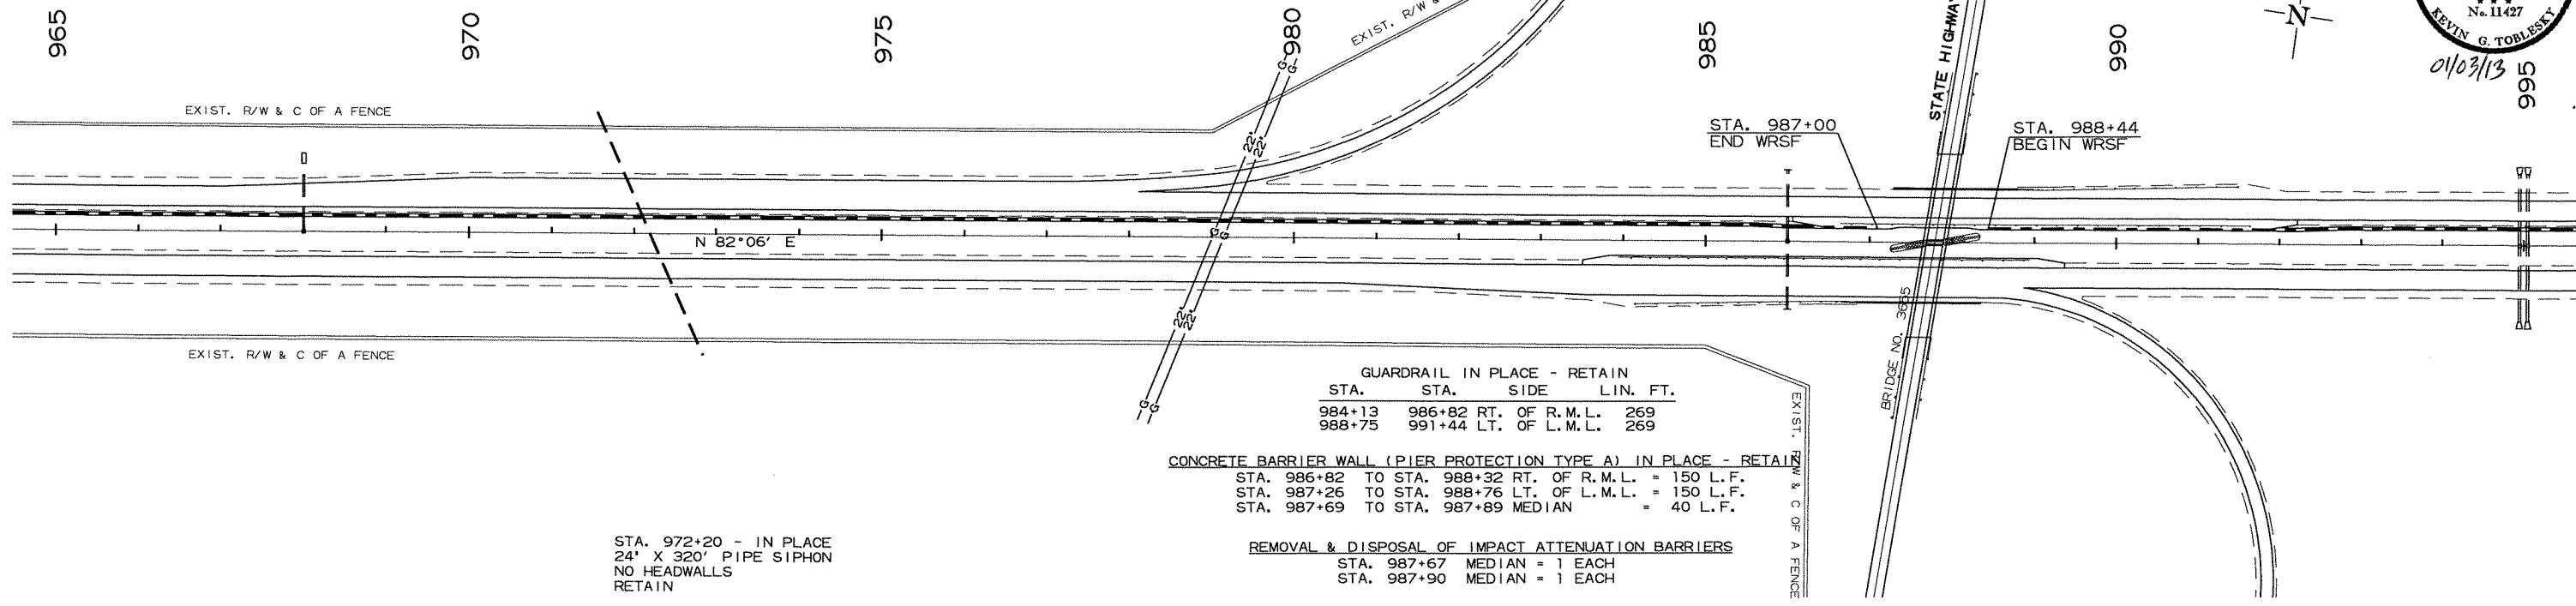 965
970
975
980
985
990
995
EXIST. R/W &
STATE HIGHWAY
N
No. 11427
KEVIN G. TOBLESKY
01/03/13
EXIST. R/W & C OF A FENCE
STA. 987+00
END WRSF
STA. 988+44
BEGIN WRSF
G G
22' 22'
G G
N 82°06' E
22' 22'
G G
BRIDGE NO.
EXIST. R/W & C OF A FENCE
EXIST. R/W & C OF A FENCE
GUARDRAIL IN PLACE - RETAIN
STA. STA. SIDE LIN. FT.
984+13 986+82 RT. OF R.M.L. 269
988+75 991+44 LT. OF L.M.L. 269
CONCRETE BARRIER WALL (PIER PROTECTION TYPE A) IN PLACE - RETAIN
STA. 986+82 TO STA. 988+32 RT. OF R.M.L. = 150 L.F.
STA. 987+26 TO STA. 988+76 LT. OF L.M.L. = 150 L.F.
STA. 987+69 TO STA. 987+89 MEDIAN = 40 L.F.
REMOVAL & DISPOSAL OF IMPACT ATTENUATION BARRIERS
STA. 987+67 MEDIAN = 1 EACH
STA. 987+90 MEDIAN = 1 EACH
STA. 972+20 - IN PLACE
24" X 320' PIPE SIPHON
NO HEADWALLS
RETAIN